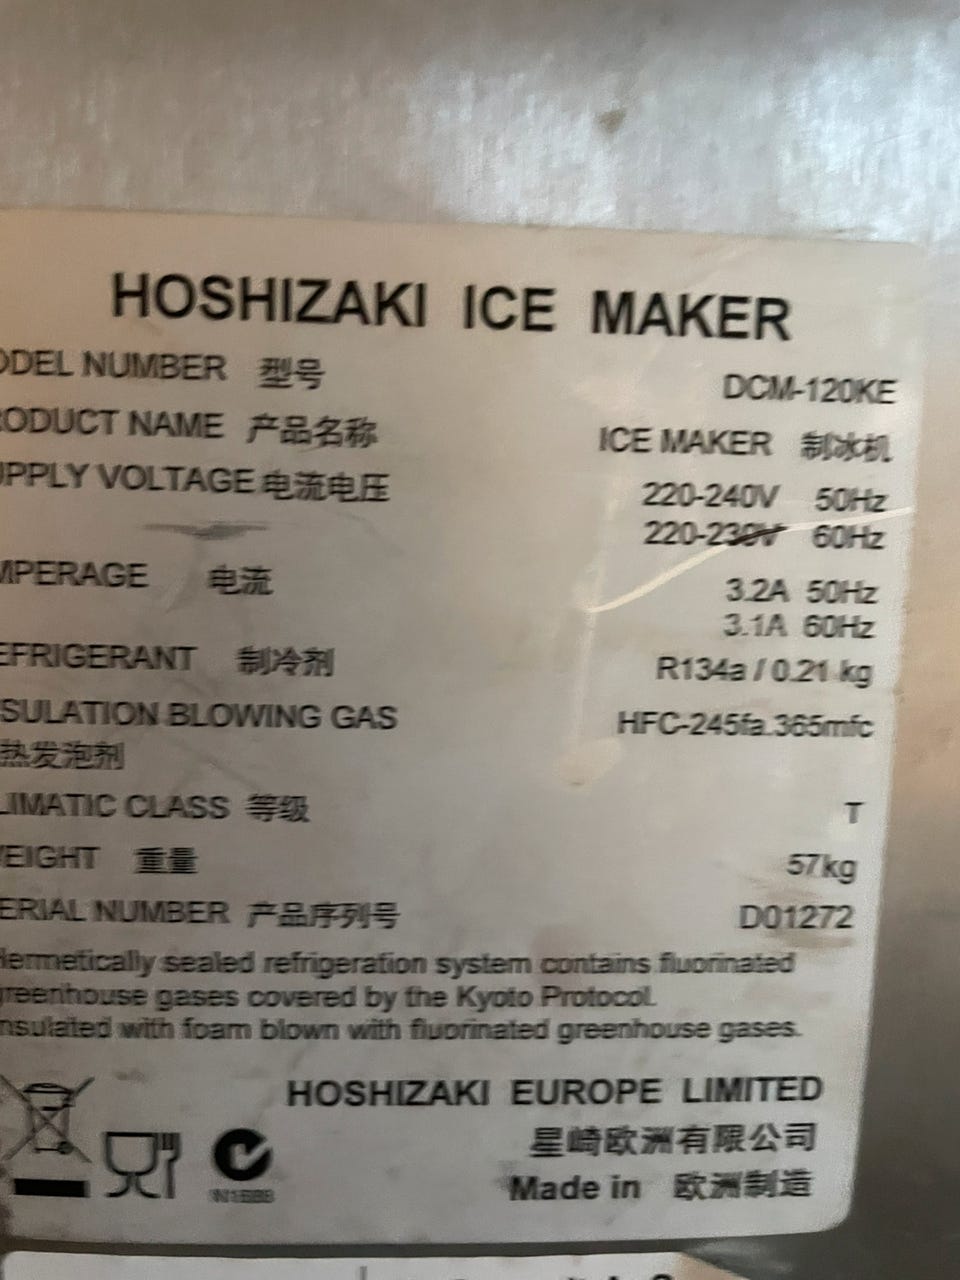 HOSHIZAKI ICE MAKER
ODEL NUMBER 型号 DCM-120KE
RODUCT NAME 产品名称 ICE MAKER 制冰机
UPPLY VOLTAGE 电流电压 220-240V 50Hz
220-230V 60Hz
MPERAGE 电流 3.2A 50Hz
3.1A 60Hz
EFRIGERANT 制冷剂 R134a / 0.21 kg
SULATION BLOWING GAS HFC-245fa.365mfc
热发泡剂
LIMATIC CLASS 等级 T
EIGHT 重量 57kg
ERIAL NUMBER 产品序列号 D01272
Hermetically sealed refrigeration system contains fluorinated
greenhouse gases covered by the Kyoto Protocol.
nsulated with foam blown with fluorinated greenhouse gases.
HOSHIZAKI EUROPE LIMITED
星崎欧洲有限公司
Made in 欧洲制造